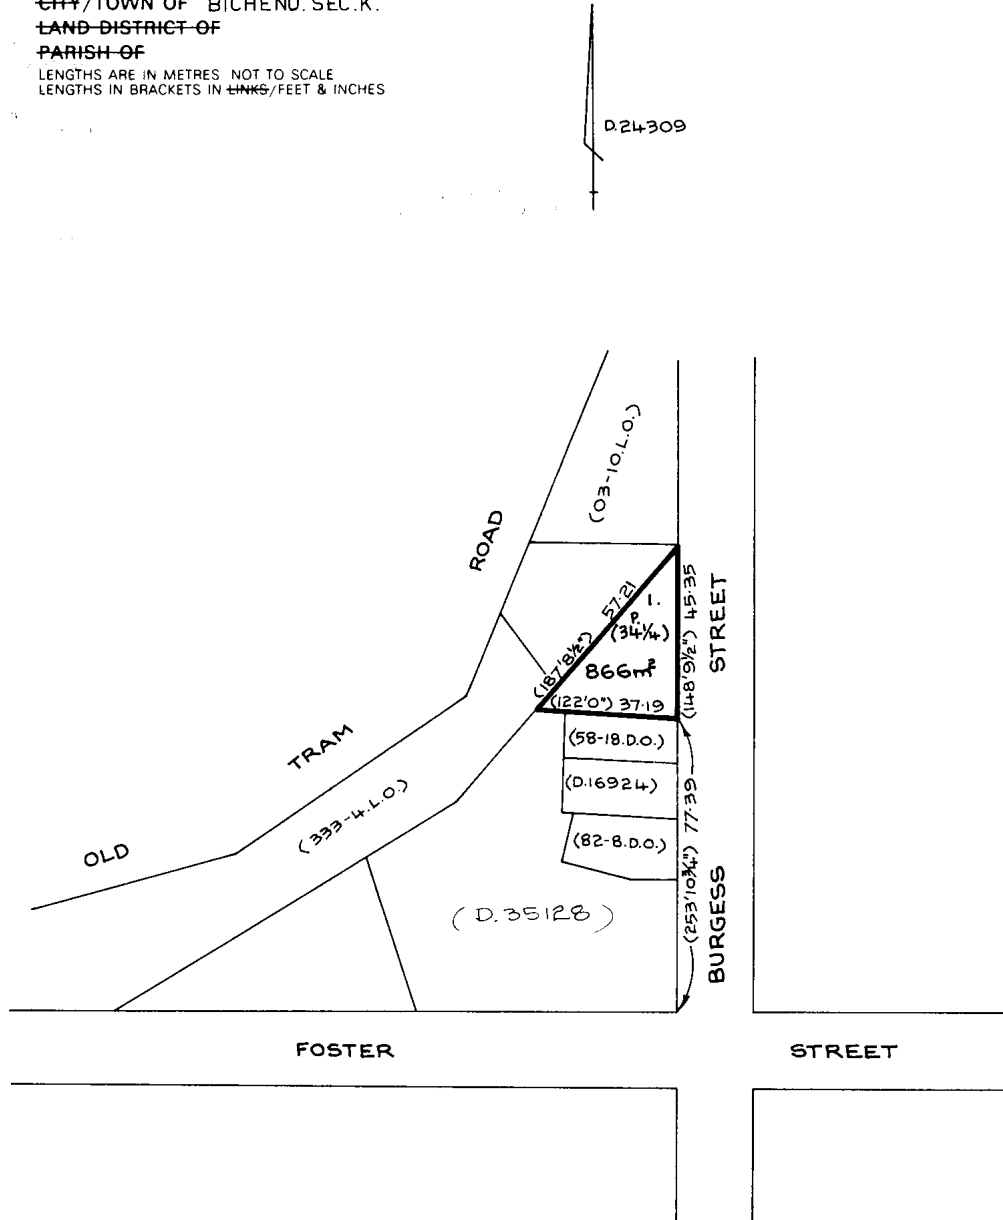 CITY/TOWN OF BICHENO. SEC.K.
LAND DISTRICT OF
PARISH OF
LENGTHS ARE IN METRES NOT TO SCALE
LENGTHS IN BRACKETS IN LINKS/FEET & INCHES
D.24309
(03-10.L.O.)
ROAD
(187'8½") 57·21
1.
P.
(34¼)
866m²
(122'0") 37·19
(148'9½") 45·35
STREET
(58-18.D.O.)
TRAM
(D.16924)
(333-4.L.O.)
(82-8.D.O.)
(253'10¾") 77·39
OLD
BURGESS
(D.35128)
FOSTER STREET